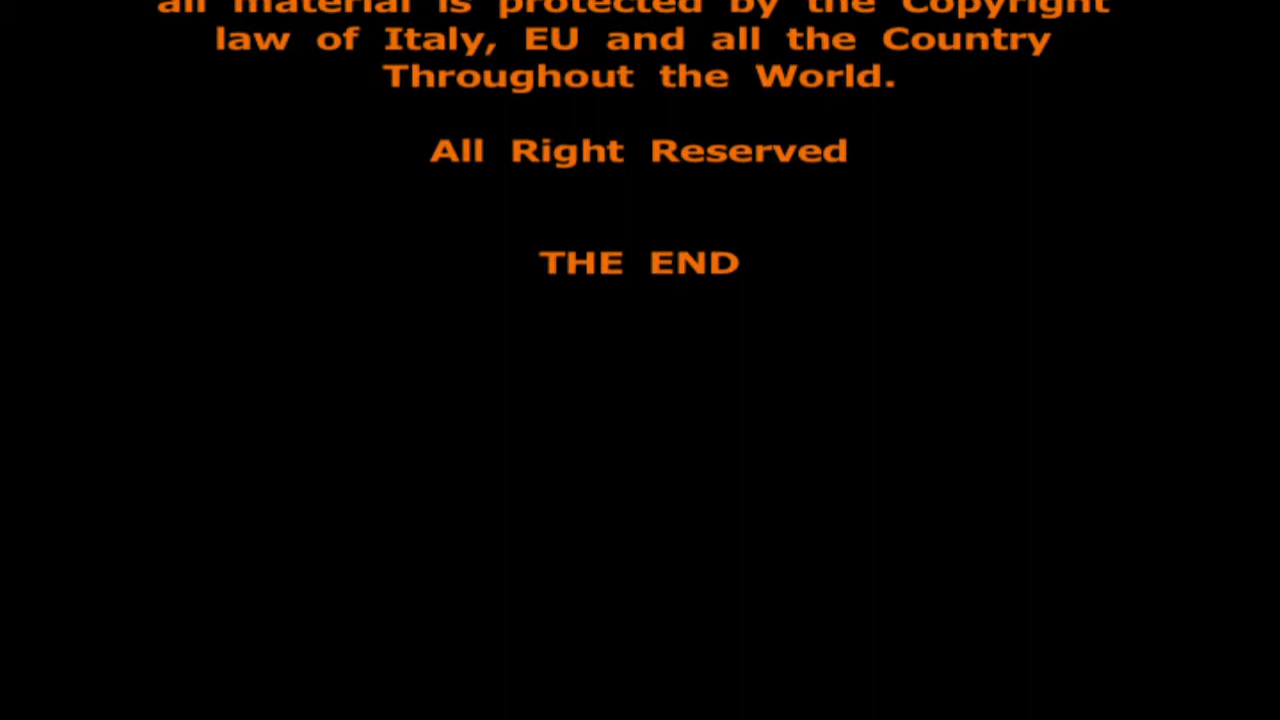 all material is protected by the Copyright
law of Italy, EU and all the Country
Throughout the World.
All Right Reserved
THE END